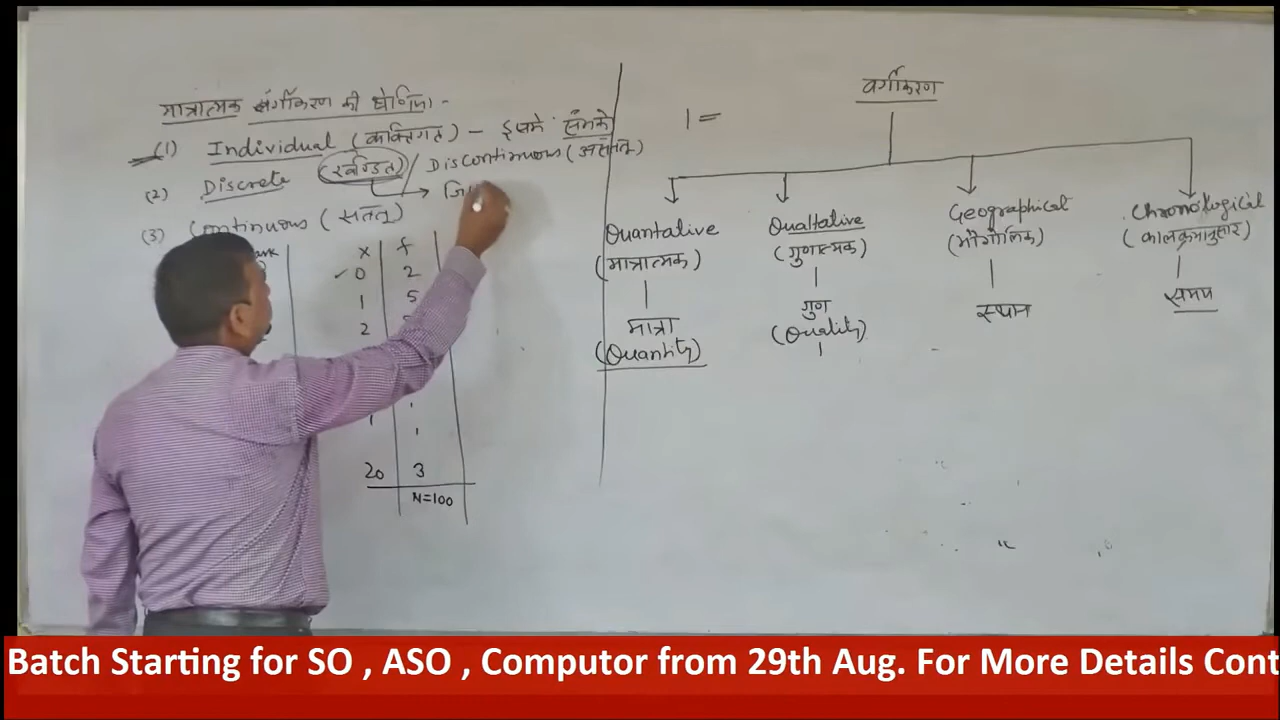 मात्रात्मक वर्गीकरण की श्रेणियां -
(1) Individual (व्यक्तिगत) - इसमें समंको
(2) Discrete (खण्डित) / Discontinuous (असतत्)
(3) Continuous (सतत्)
x f
0 2
1 5
2
20 3
N=100
1 =
वर्गीकरण
Quantative
(मात्रात्मक)
मात्रा
(Quantity)
Qualtative
(गुणात्मक)
गुण
(Quality)
Geographical
(भौगोलिक)
स्थान
Chronological
(कालक्रमानुसार)
समय
Batch Starting for SO , ASO , Computor from 29th Aug. For More Details Cont